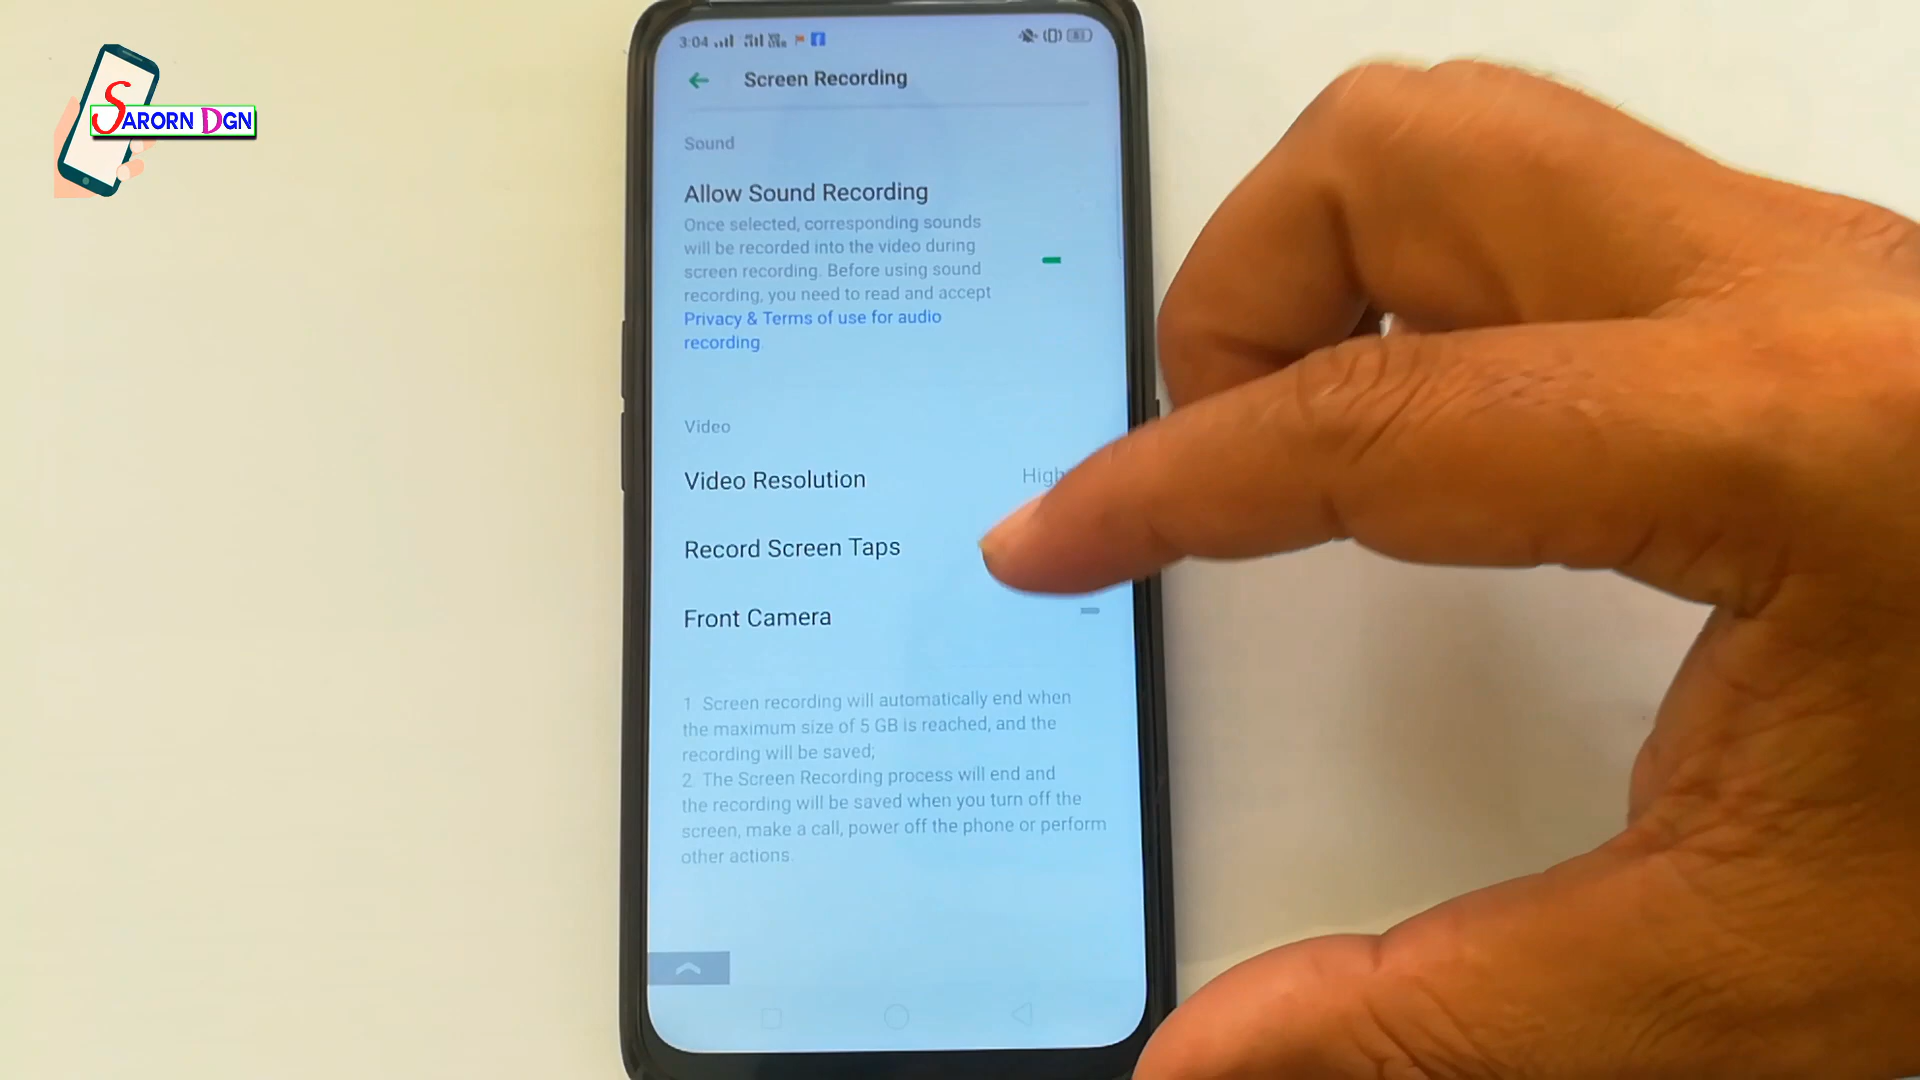 SARORN DGN
3:04
Screen Recording
Sound
Allow Sound Recording
Once selected, corresponding sounds
will be recorded into the video during
screen recording. Before using sound
recording, you need to read and accept
Privacy & Terms of use for audio
recording.
Video
Video Resolution
High
Record Screen Taps
Front Camera
1. Screen recording will automatically end when
the maximum size of 5 GB is reached, and the
recording will be saved;
2. The Screen Recording process will end and
the recording will be saved when you turn off the
screen, make a call, power off the phone or perform
other actions.